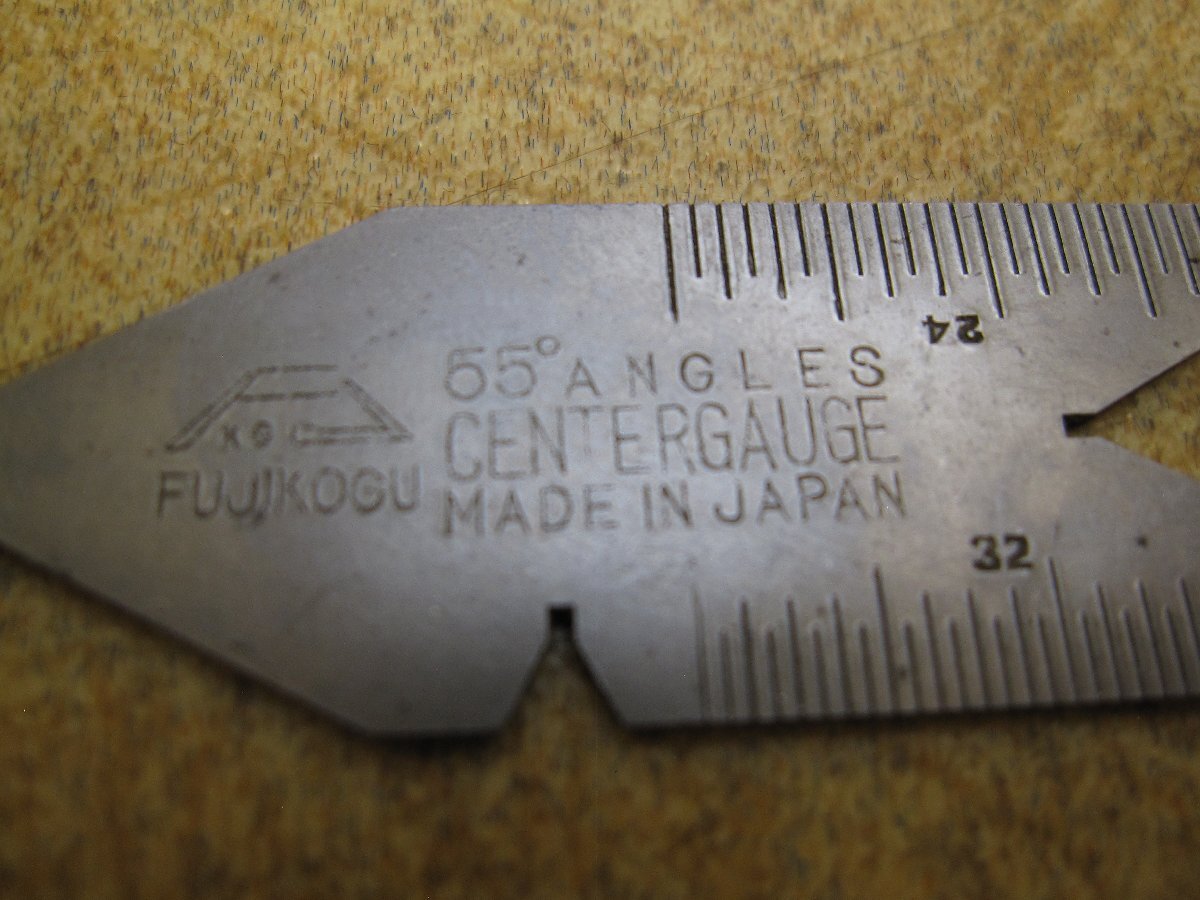 24
55° ANGLES
CENTERGAUGE
MADE IN JAPAN
FUJIKOGU
32